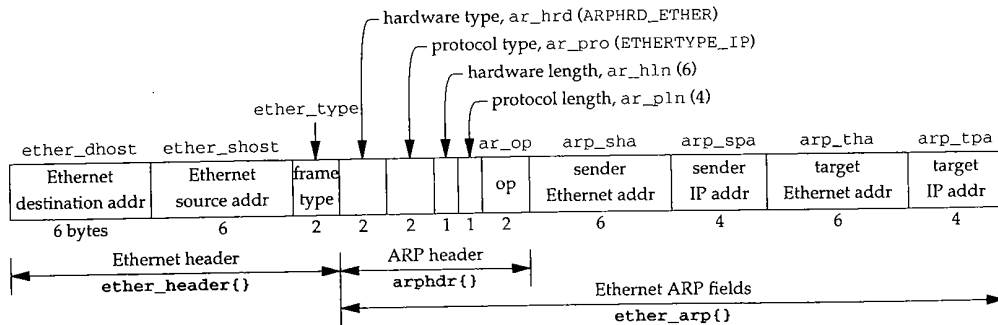 hardware type, ar_hrd (ARPHRD_ETHER)
protocol type, ar_pro (ETHERTYPE_IP)
hardware length, ar_hln (6)
protocol length, ar_pln (4)
ether_type
ether_dhost ether_shost ar_op arp_sha arp_spa arp_tha arp_tpa
Ethernet Ethernet frame op sender sender target target
destination addr source addr type Ethernet addr IP addr Ethernet addr IP addr
6 bytes 6 2 2 2 1 1 2 6 4 6 4
Ethernet header ARP header
ether_header{} arphdr{}
Ethernet ARP fields
ether_arp{}